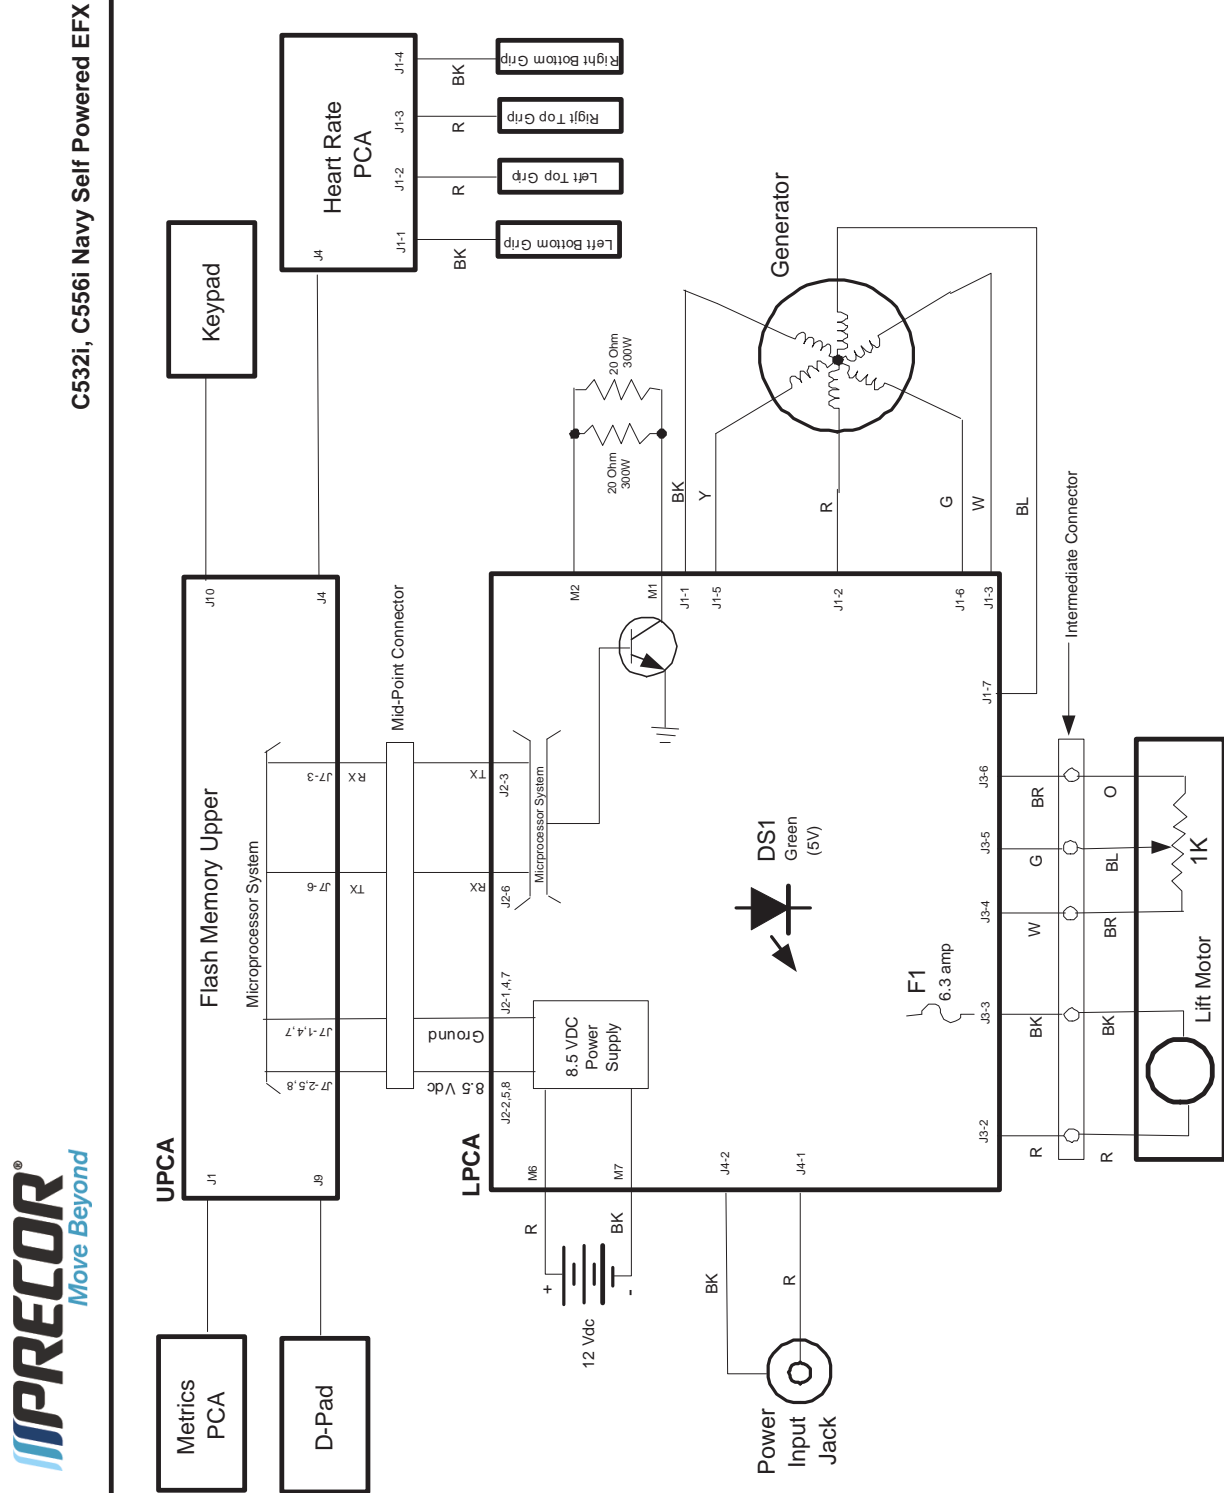 PRECOR®
Move Beyond
C532i, C556i Navy Self Powered EFX
Metrics
PCA
D-Pad
UPCA
J1
J9
Flash Memory Upper
Microprocessor System
J10
J4
J7-2,5,8
J7-1,4,7
J7-6
J7-3
TX
RX
Keypad
Heart Rate
PCA
J4
J1-1
J1-2
J1-3
J1-4
BK
R
R
BK
Left Bottom Grip
Left Top Grip
Rigjt Top Grip
Right Bottom Grip
Mid-Point Connector
8.5 Vdc
Ground
RX
TX
LPCA
J2-2,5,8
J2-1,4,7
J2-6
J2-3
M6
M7
R
BK
+
-
12 Vdc
8.5 VDC
Power
Supply
Micrprocessor System
M2
M1
20 Ohm
300W
20 Ohm
300W
J1-1
J1-5
J1-2
J1-6
J1-3
J1-7
BK
Y
R
G
W
BL
Generator
DS1
Green
(5V)
F1
6.3 amp
J4-2
J4-1
BK
R
Power
Input
Jack
J3-2
J3-3
J3-4
J3-5
J3-6
R
BK
W
G
BR
Intermediate Connector
R
BK
BR
BL
O
Lift Motor
1K